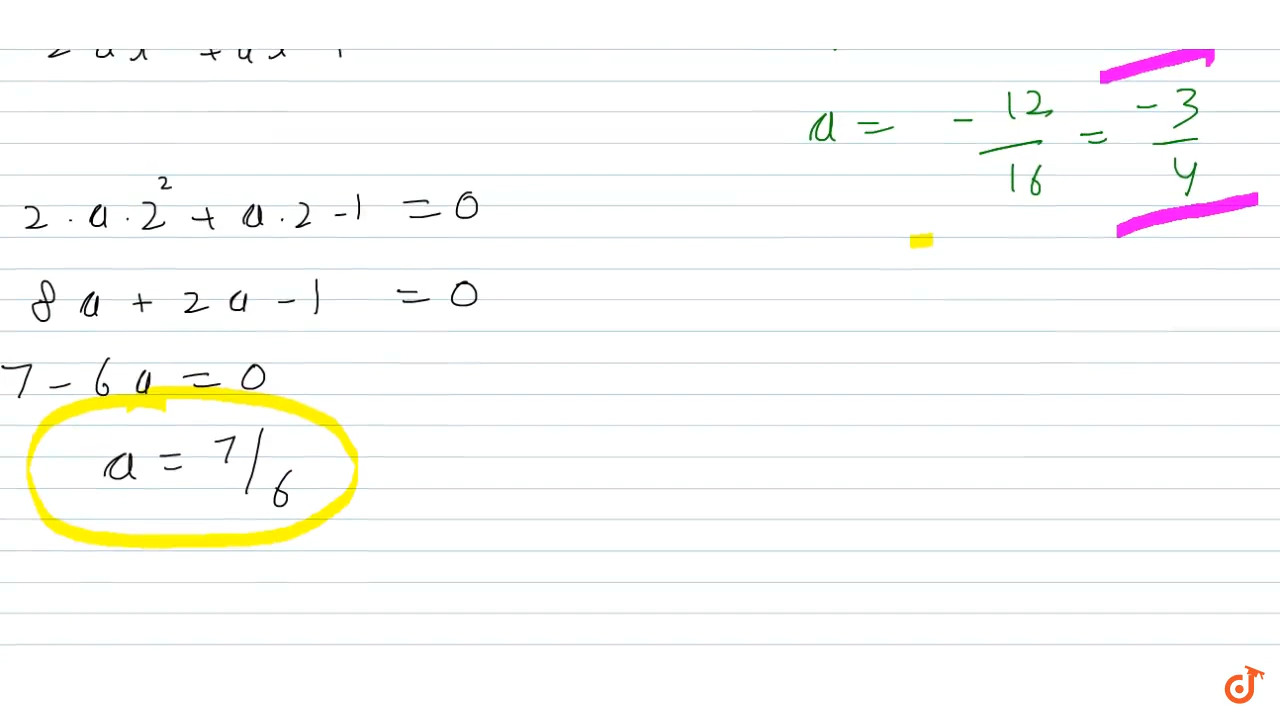 2 · a · 2² + a · 2 - 1 = 0
8a + 2a - 1 = 0
7 - 6a = 0
a = 7/6
a = -12/16 = -3/4